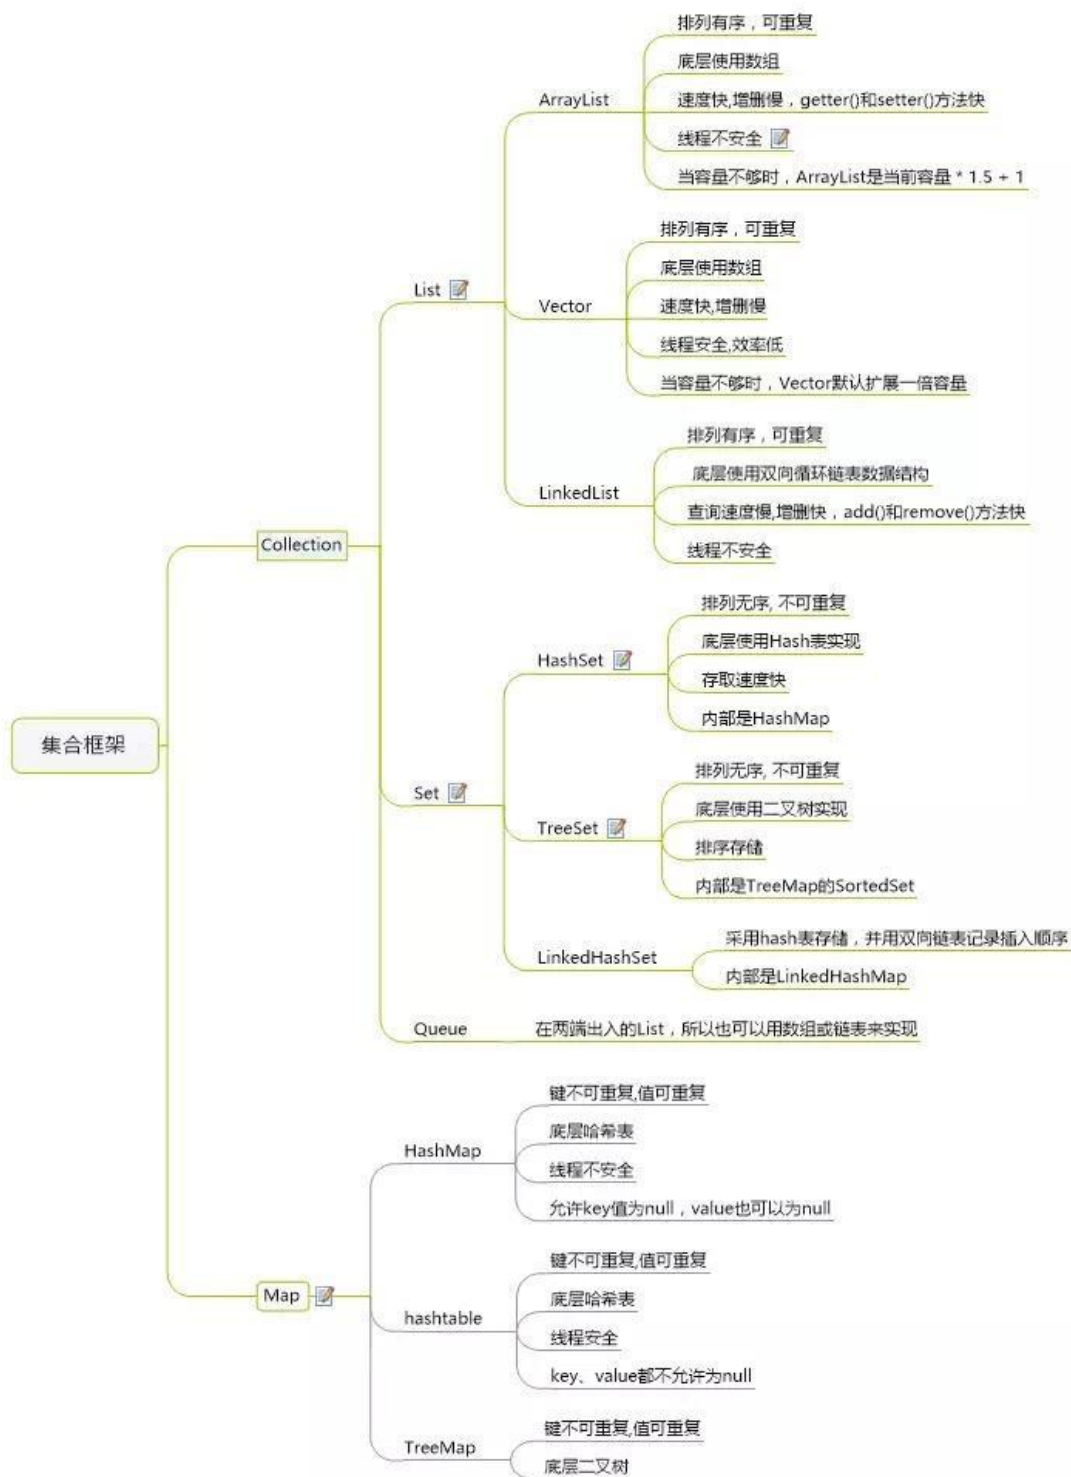 集合框架
Collection
List
ArrayList
排列有序，可重复
底层使用数组
速度快,增删慢，getter()和setter()方法快
线程不安全
当容量不够时，ArrayList是当前容量 * 1.5 + 1
Vector
排列有序，可重复
底层使用数组
速度快,增删慢
线程安全,效率低
当容量不够时，Vector默认扩展一倍容量
LinkedList
排列有序，可重复
底层使用双向循环链表数据结构
查询速度慢,增删快，add()和remove()方法快
线程不安全
Set
HashSet
排列无序, 不可重复
底层使用Hash表实现
存取速度快
内部是HashMap
TreeSet
排列无序, 不可重复
底层使用二叉树实现
排序存储
内部是TreeMap的SortedSet
LinkedHashSet
采用hash表存储，并用双向链表记录插入顺序
内部是LinkedHashMap
Queue
在两端出入的List，所以也可以用数组或链表来实现
Map
HashMap
键不可重复,值可重复
底层哈希表
线程不安全
允许key值为null，value也可以为null
hashtable
键不可重复,值可重复
底层哈希表
线程安全
key、value都不允许为null
TreeMap
键不可重复,值可重复
底层二叉树